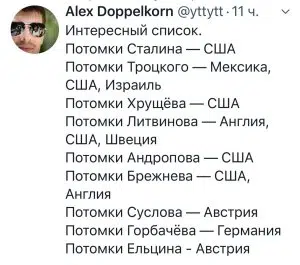 Alex Doppelkorn @yttytt · 11 ч.
Интересный список.
Потомки Сталина — США
Потомки Троцкого — Мексика,
США, Израиль
Потомки Хрущёва — США
Потомки Литвинова — Англия,
США, Швеция
Потомки Андропова — США
Потомки Брежнева — США,
Англия
Потомки Суслова — Австрия
Потомки Горбачёва — Германия
Потомки Ельцина - Австрия